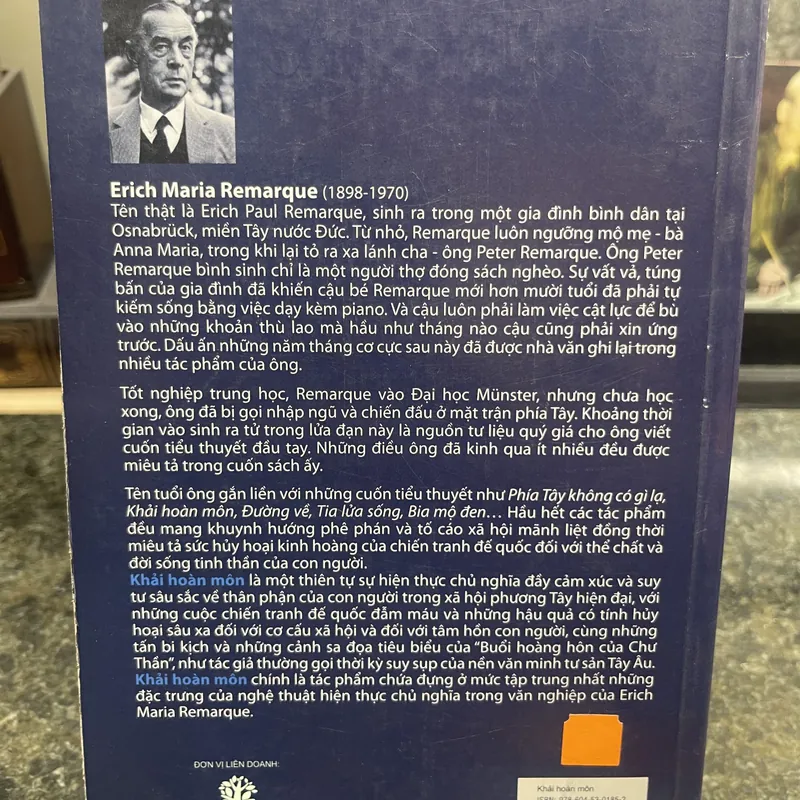 Erich Maria Remarque (1898-1970)
Tên thật là Erich Paul Remarque, sinh ra trong một gia đình bình dân tại
Osnabrück, miền Tây nước Đức. Từ nhỏ, Remarque luôn ngưỡng mộ mẹ - bà
Anna Maria, trong khi lại tỏ ra xa lánh cha - ông Peter Remarque. Ông Peter
Remarque bình sinh chỉ là một người thợ đóng sách nghèo. Sự vất vả, túng
bấn của gia đình đã khiến cậu bé Remarque mới hơn mười tuổi đã phải tự
kiếm sống bằng việc dạy kèm piano. Và cậu luôn phải làm việc cật lực để bù
vào những khoản thù lao mà hầu như tháng nào cậu cũng phải xin ứng
trước. Dấu ấn những năm tháng cơ cực sau này đã được nhà văn ghi lại trong
nhiều tác phẩm của ông.
Tốt nghiệp trung học, Remarque vào Đại học Münster, nhưng chưa học
xong, ông đã bị gọi nhập ngũ và chiến đấu ở mặt trận phía Tây. Khoảng thời
gian vào sinh ra tử trong lửa đạn này là nguồn tư liệu quý giá cho ông viết
cuốn tiểu thuyết đầu tay. Những điều ông đã kinh qua ít nhiều đều được
miêu tả trong cuốn sách ấy.
Tên tuổi ông gắn liền với những cuốn tiểu thuyết như Phía Tây không có gì lạ,
Khải hoàn môn, Đường về, Tia lửa sống, Bia mộ đen... Hầu hết các tác phẩm
đều mang khuynh hướng phê phán và tố cáo xã hội mãnh liệt đồng thời
miêu tả sức hủy hoại kinh hoàng của chiến tranh đế quốc đối với thể chất và
đời sống tinh thần của con người.
Khải hoàn môn là một thiên tự sự hiện thực chủ nghĩa đầy cảm xúc và suy
tư sâu sắc về thân phận của con người trong xã hội phương Tây hiện đại, với
những cuộc chiến tranh đế quốc đẫm máu và những hậu quả có tính hủy
hoại sâu xa đối với cơ cấu xã hội và đối với tâm hồn con người, cùng những
tấn bi kịch và những cảnh sa đọa tiêu biểu của "Buổi hoàng hôn của Chư
Thần", như tác giả thường gọi thời kỳ suy sụp của nền văn minh tư sản Tây Âu.
Khải hoàn môn chính là tác phẩm chứa đựng ở mức tập trung nhất những
đặc trưng của nghệ thuật hiện thực chủ nghĩa trong văn nghiệp của Erich
Maria Remarque.
ĐƠN VỊ LIÊN DOANH:
Khải hoàn môn
ISBN: 978-604-53-0185-2